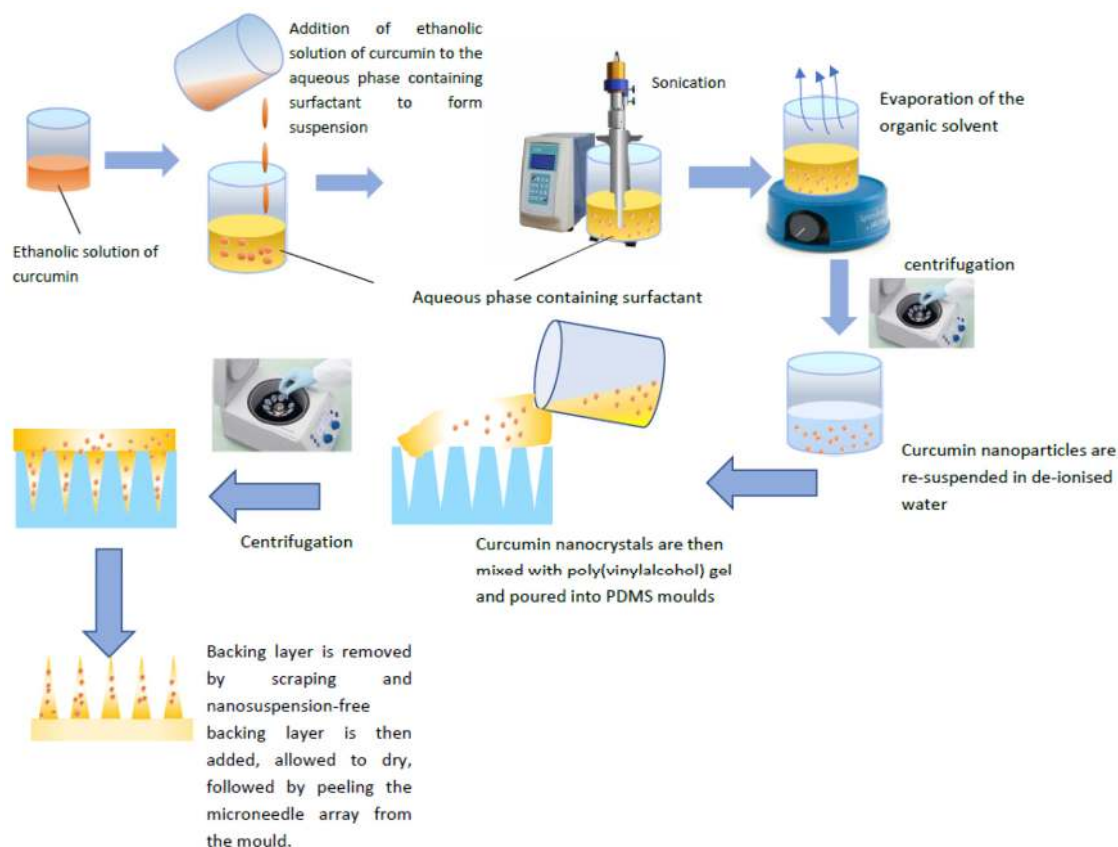 Ethanolic solution of
curcumin
Addition of ethanolic
solution of curcumin to the
aqueous phase containing
surfactant to form
suspension
Sonication
Aqueous phase containing surfactant
Evaporation of the
organic solvent
centrifugation
Curcumin nanoparticles are
re-suspended in de-ionised
water
Curcumin nanocrystals are then
mixed with poly(vinylalcohol) gel
and poured into PDMS moulds
Centrifugation
Backing layer is removed
by scraping and
nanosuspension-free
backing layer is then
added, allowed to dry,
followed by peeling the
microneedle array from
the mould.